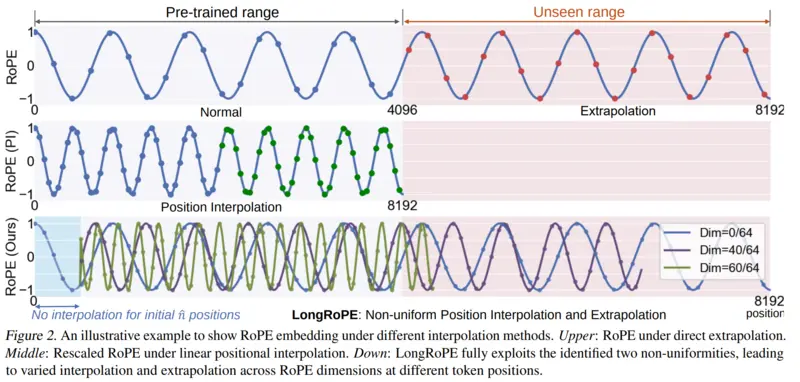 Pre-trained range
Unseen range
RoPE
1
0
−1
0
Normal
4096
Extrapolation
8192
RoPE (PI)
1
0
−1
0
Position Interpolation
8192
RoPE (Ours)
1
0
−1
Dim=0/64
Dim=40/64
Dim=60/64
0
8192
No interpolation for initial n̂ positions
LongRoPE: Non-uniform Position Interpolation and Extrapolation
position
Figure 2. An illustrative example to show RoPE embedding under different interpolation methods. Upper: RoPE under direct extrapolation.
Middle: Rescaled RoPE under linear positional interpolation. Down: LongRoPE fully exploits the identified two non-uniformities, leading
to varied interpolation and extrapolation across RoPE dimensions at different token positions.